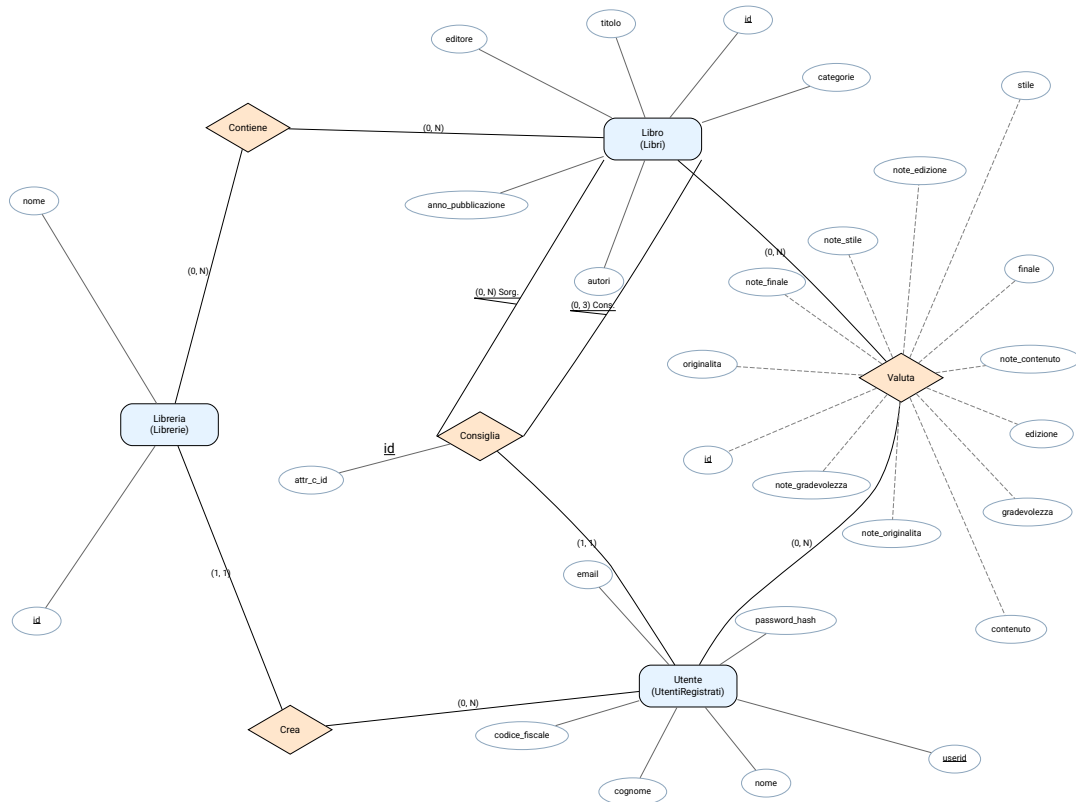 titolo
id
editore
categorie
stile
Contiene
(0, N)
Libro
(Libri)
note_edizione
nome
anno_pubblicazione
note_stile
(0, N)
(0, N)
finale
autori
note_finale
(0, N) Sorg.
(0, 3) Cons.
originalita
note_contenuto
Valuta
Libreria
(Librerie)
Consiglia
edizione
id
attr_c_id
id
note_gradevolezza
gradevolezza
note_originalita
(1, 1)
(0, N)
(1, 1)
email
id
password_hash
contenuto
Utente
(UtentiRegistrati)
(0, N)
Crea
codice_fiscale
userid
nome
cognome